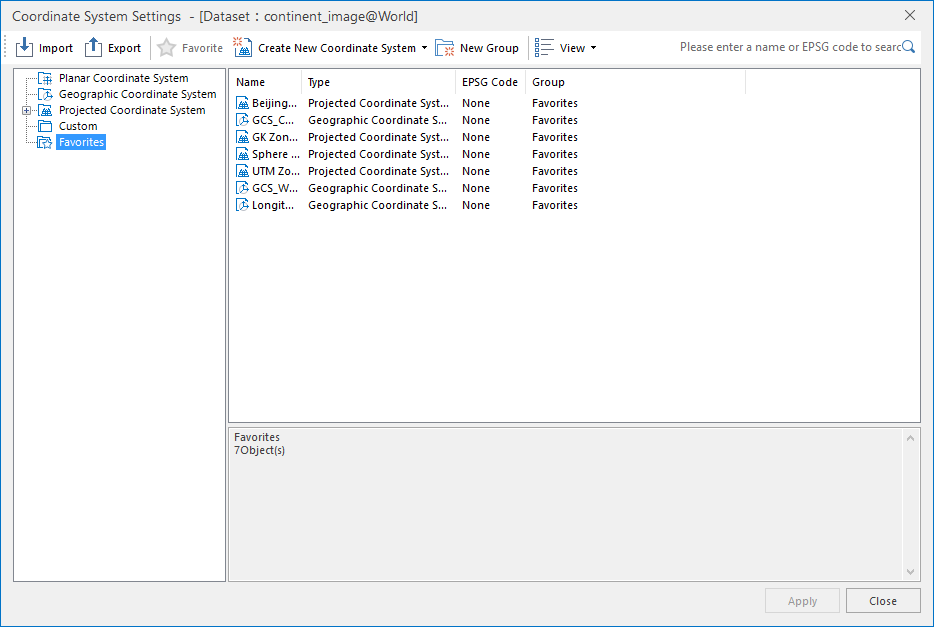 Coordinate System Settings - [Dataset : continent_image@World]
Import Export Favorite Create New Coordinate System New Group View Please enter a name or EPSG code to searc
Planar Coordinate System
Geographic Coordinate System
Projected Coordinate System
Custom
Favorites
Name Type EPSG Code Group
Beijing... Projected Coordinate Syst... None Favorites
GCS_C... Geographic Coordinate S... None Favorites
GK Zon... Projected Coordinate Syst... None Favorites
Sphere ... Projected Coordinate Syst... None Favorites
UTM Zo... Projected Coordinate Syst... None Favorites
GCS_W... Geographic Coordinate S... None Favorites
Longit... Geographic Coordinate S... None Favorites
Favorites
7Object(s)
Apply Close